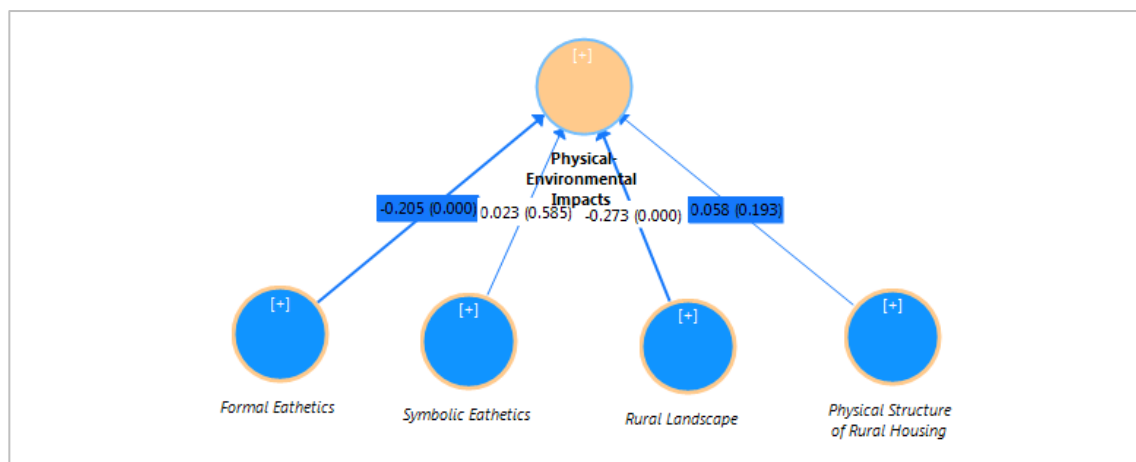 [+]
Physical-
Environmental
Impacts
-0.205 (0.000)
0.023 (0.585)
-0.273 (0.000)
0.058 (0.193)
[+]
[+]
[+]
[+]
Formal Eathetics
Symbolic Eathetics
Rural Landscape
Physical Structure
of Rural Housing